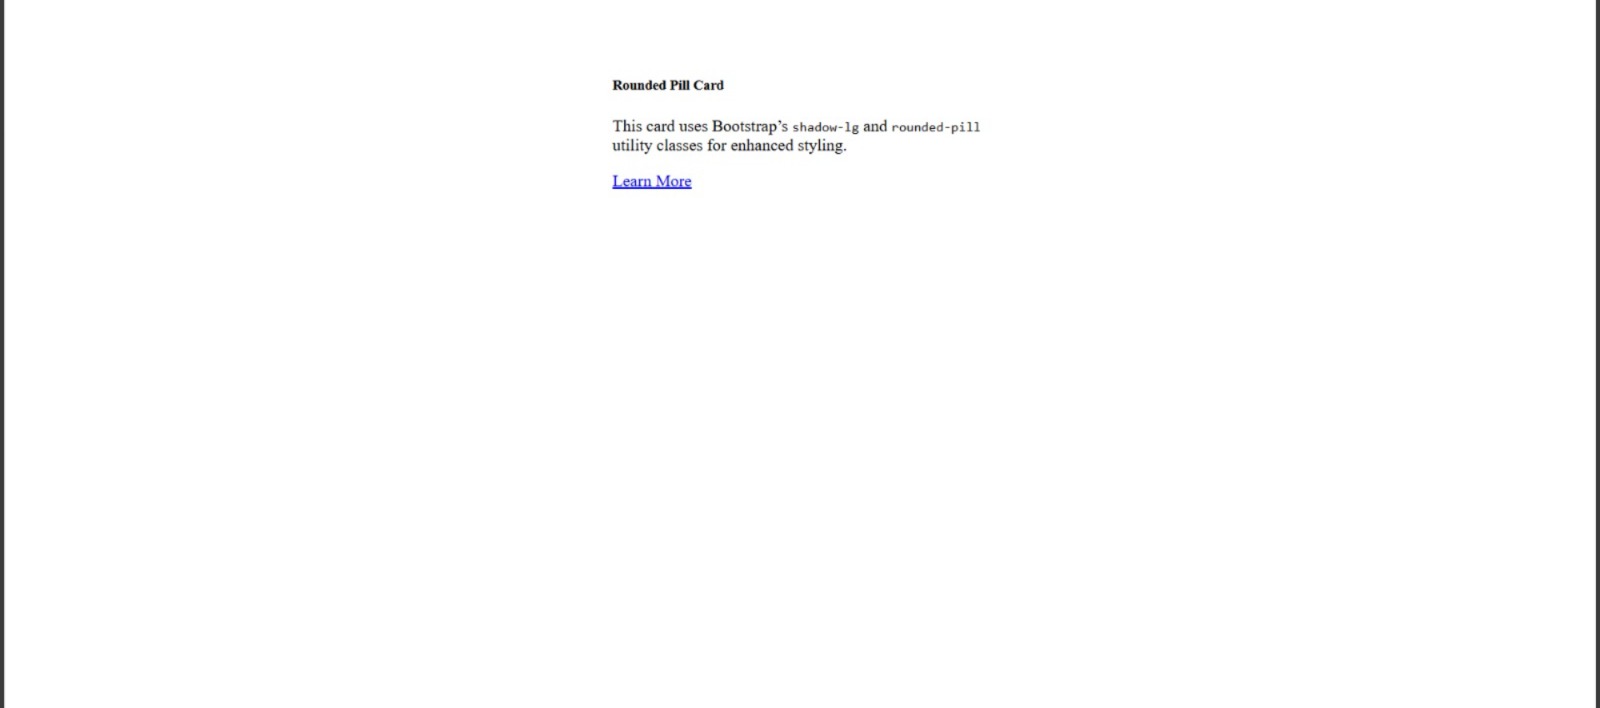 Rounded Pill Card
This card uses Bootstrap’s shadow-lg and rounded-pill
utility classes for enhanced styling.
Learn More